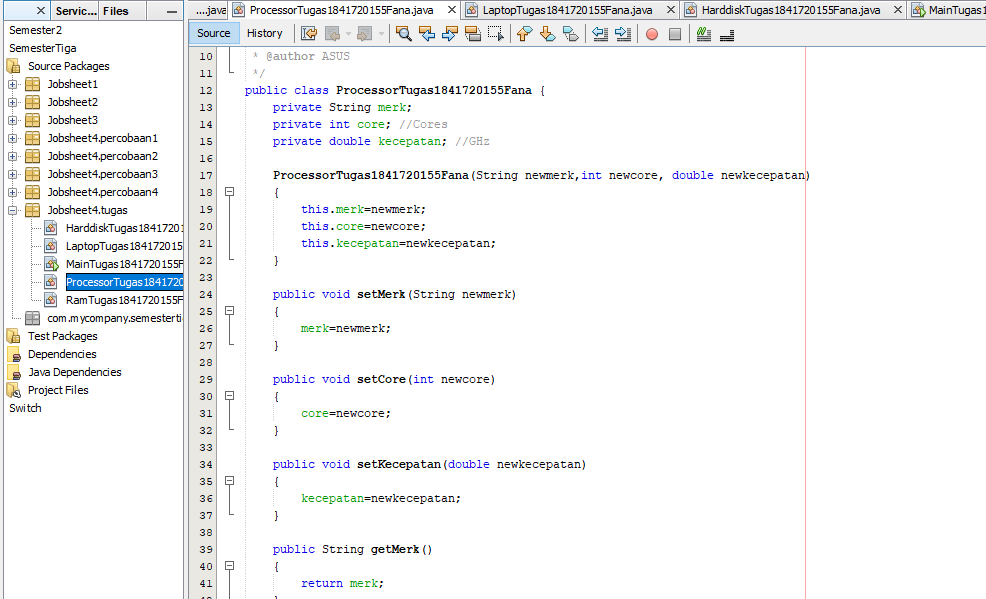 Servic... Files
...java ProcessorTugas1841720155Fana.java LaptopTugas1841720155Fana.java HarddiskTugas1841720155Fana.java MainTugas1
Source History
Semester2
SemesterTiga
Source Packages
Jobsheet1
Jobsheet2
Jobsheet3
Jobsheet4.percobaan1
Jobsheet4.percobaan2
Jobsheet4.percobaan3
Jobsheet4.percobaan4
Jobsheet4.tugas
HarddiskTugas18417201
LaptopTugas184172015
MainTugas1841720155F
ProcessorTugas1841720
RamTugas1841720155F
com.mycompany.semesterti
Test Packages
Dependencies
Java Dependencies
Project Files
Switch
10 * @author ASUS
11 */
12 public class ProcessorTugas1841720155Fana {
13 private String merk;
14 private int core; //Cores
15 private double kecepatan; //GHz
16
17 ProcessorTugas1841720155Fana(String newmerk,int newcore, double newkecepatan)
18 {
19 this.merk=newmerk;
20 this.core=newcore;
21 this.kecepatan=newkecepatan;
22 }
23
24 public void setMerk(String newmerk)
25 {
26 merk=newmerk;
27 }
28
29 public void setCore(int newcore)
30 {
31 core=newcore;
32 }
33
34 public void setKecepatan(double newkecepatan)
35 {
36 kecepatan=newkecepatan;
37 }
38
39 public String getMerk()
40 {
41 return merk;